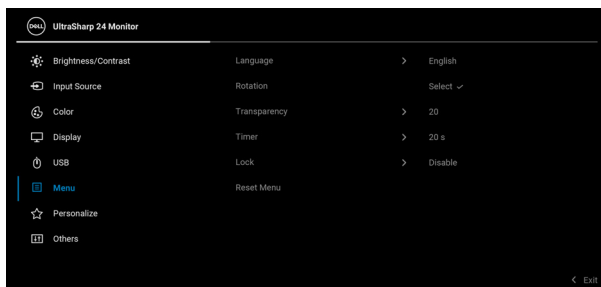 DELL UltraSharp 24 Monitor
Brightness/Contrast Language > English
Input Source Rotation Select ✓
Color Transparency > 20
Display Timer > 20 s
USB Lock > Disable
Menu Reset Menu
Personalize
Others
< Exit